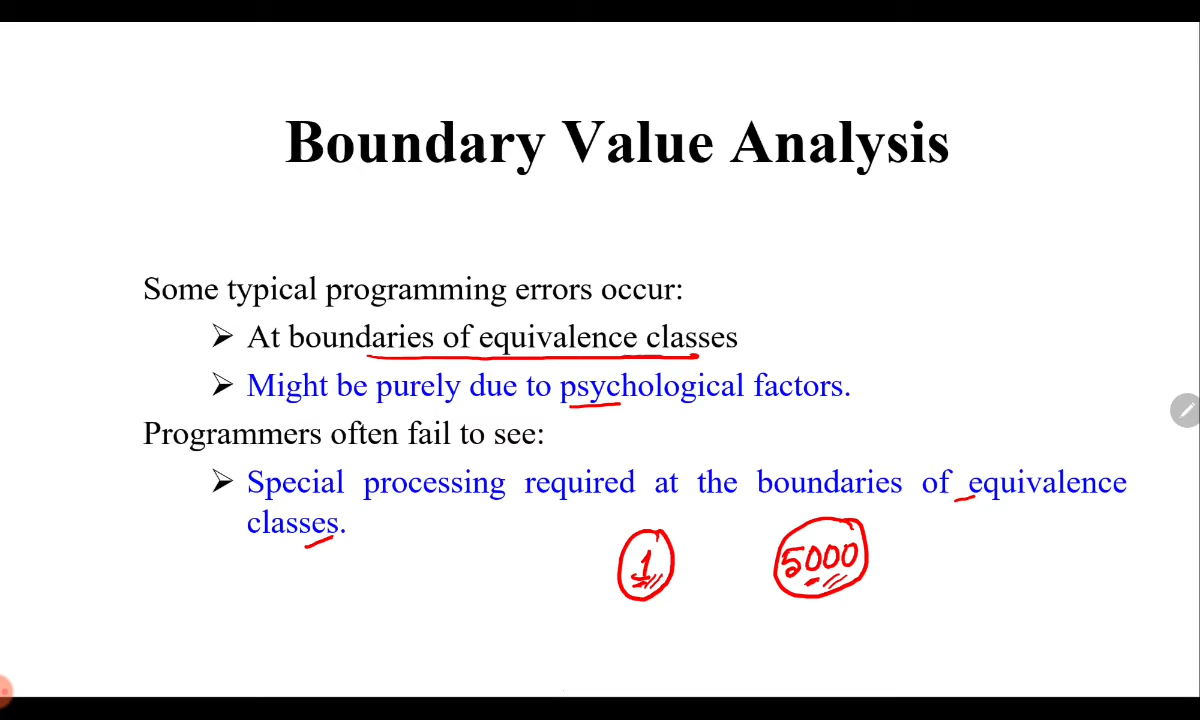 Boundary Value Analysis
Some typical programming errors occur:
➢ At boundaries of equivalence classes
➢ Might be purely due to psychological factors.
Programmers often fail to see:
➢ Special processing required at the boundaries of equivalence
classes.
1 5000